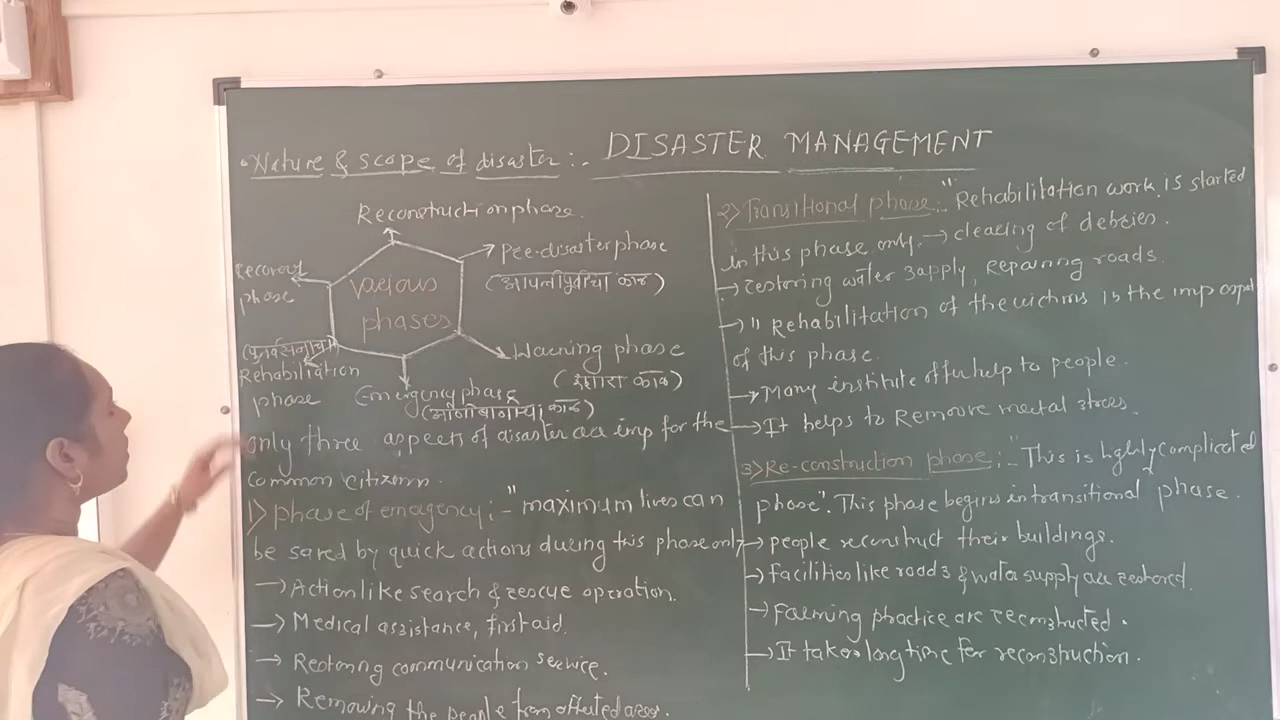 DISASTER MANAGEMENT
Nature & scope of disaster:-
Reconstruction phase.
Pre-disaster phase
Recovery
phase
various
phases
Warning phase
(इशारा काळ)
Rehabiliation
phase
Emergency phase
only three aspects of disaster are imp for the
common citizens.
1) phase of emagency:- "maximum lives can
be saved by quick actions during this phase only
→ Action like search & rescue operation.
→ Medical assistance, first aid.
→ Restoring communication service.
→ Removing the people from affected areas.
2) Transitional phase:- "Rehabilitation work is started
in this phase only. → clearing of debries.
→ restoring water supply, Repairing roads.
→ " Rehabilitation of the victims is the imp aspt
of this phase.
→ Many institute offer help to people.
→ It helps to Remove mental stress.
3) Re-construction phase:- "This is highly complicated
phase". This phase begins in transitional phase.
→ people reconstruct their buildings.
→ facilities like roads & water supply are restored
→ Farming practice are reconstructed.
→ It takes long time for reconstruction.